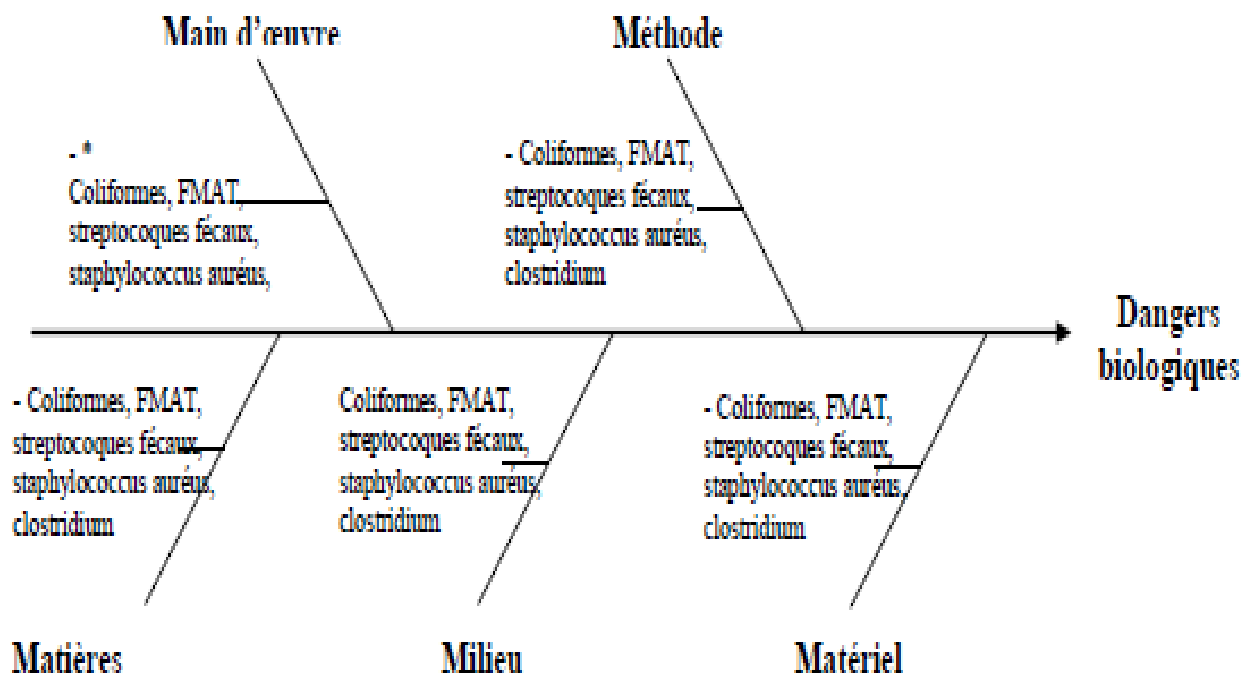 Main d'œuvre
Méthode
- *
Coliformes, FMAT,
streptocoques fécaux,
staphylococcus auréus,
- Coliformes, FMAT,
streptocoques fécaux,
staphylococcus auréus,
clostridium
Dangers
biologiques
- Coliformes, FMAT,
streptocoques fécaux,
staphylococcus auréus,
clostridium
Coliformes, FMAT,
streptocoques fécaux,
staphylococcus auréus,
clostridium
- Coliformes, FMAT,
streptocoques fécaux,
staphylococcus auréus,
clostridium
Matières
Milieu
Matériel